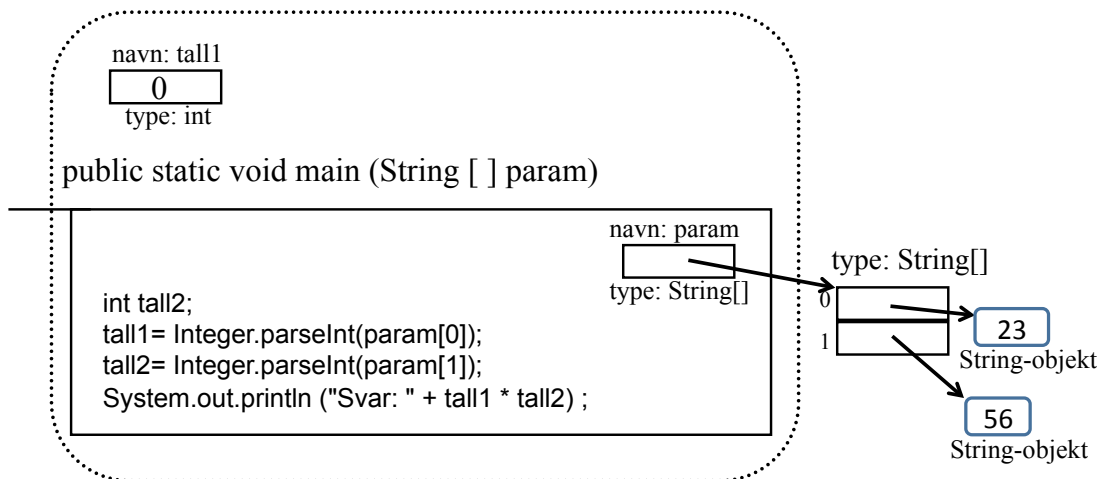 navn: tall1
0
type: int
public static void main (String [ ] param)
navn: param
type: String[]
type: String[]
0
1
23
String-objekt
56
String-objekt
int tall2;
tall1= Integer.parseInt(param[0]);
tall2= Integer.parseInt(param[1]);
System.out.println ("Svar: " + tall1 * tall2) ;